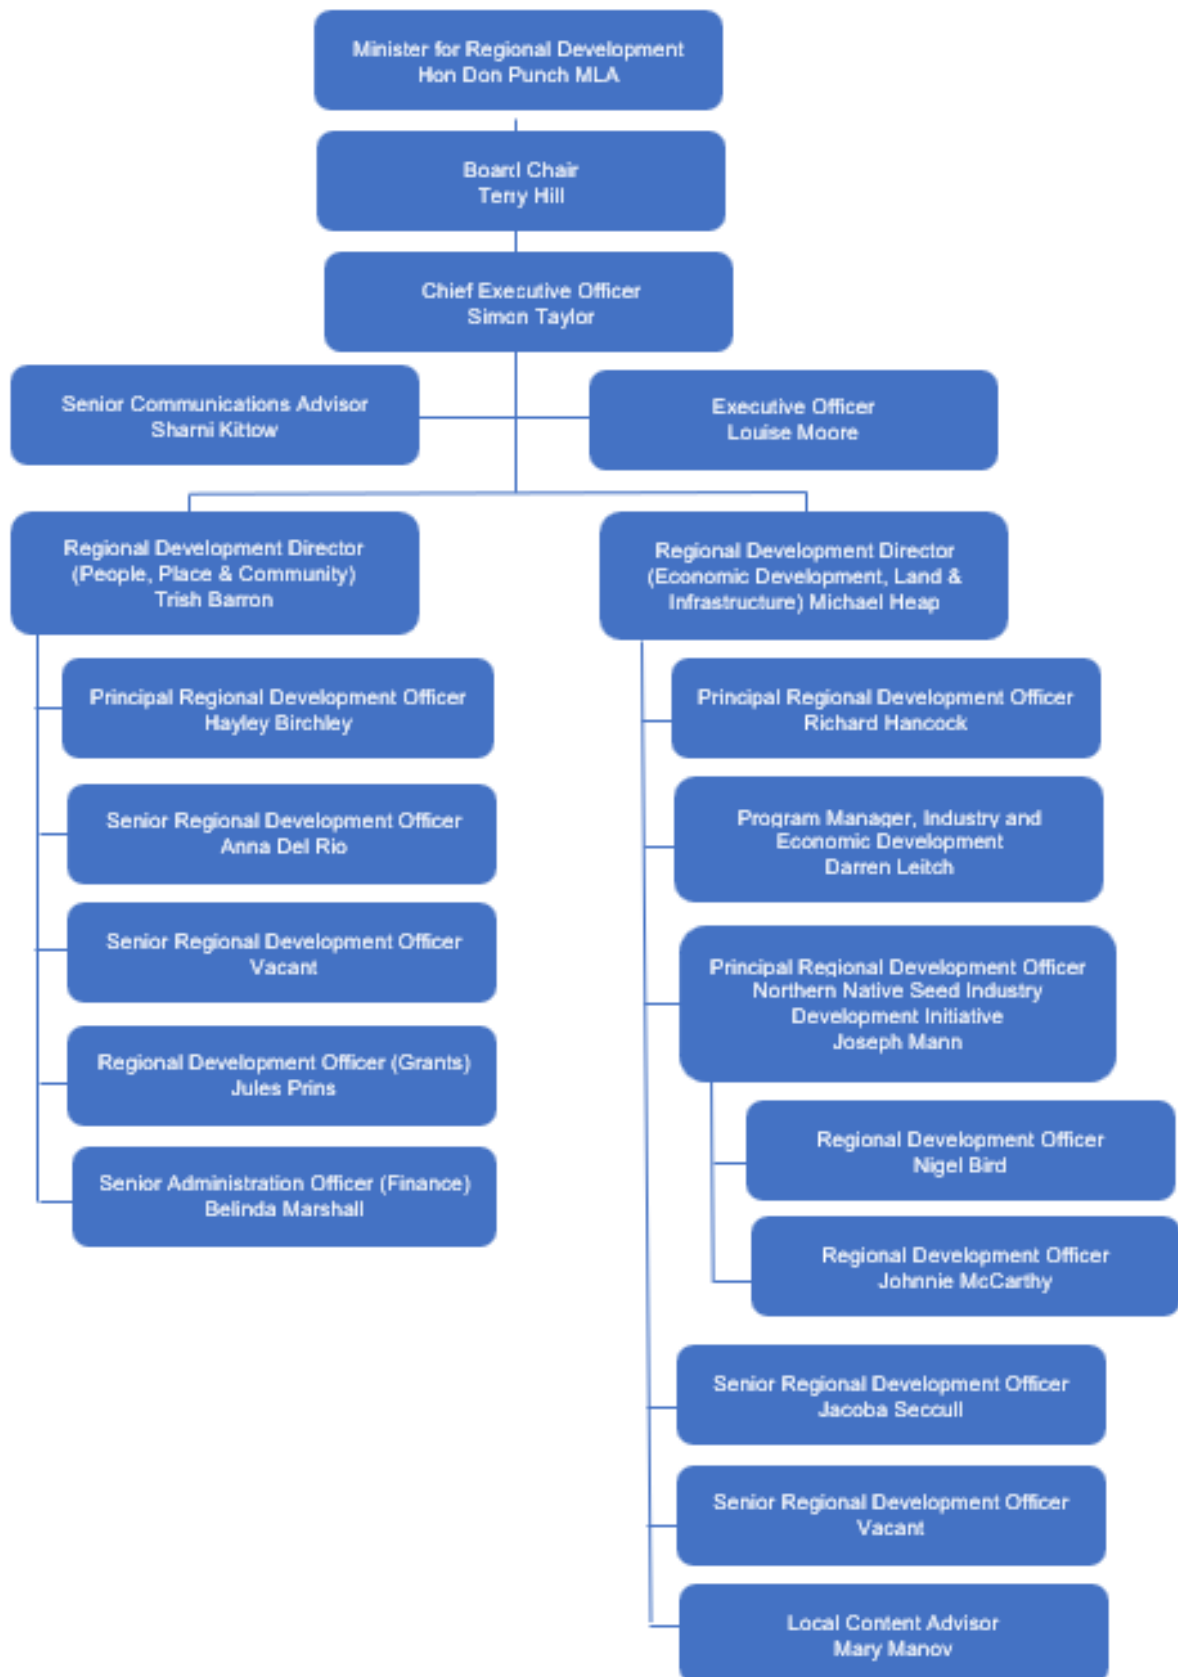 Minister for Regional Development
Hon Don Punch MLA
Board Chair
Terry Hill
Chief Executive Officer
Simon Taylor
Senior Communications Advisor
Sharni Kittow
Executive Officer
Louise Moore
Regional Development Director
(People, Place & Community)
Trish Barron
Regional Development Director
(Economic Development, Land &
Infrastructure) Michael Heap
Principal Regional Development Officer
Hayley Birchley
Senior Regional Development Officer
Anna Del Rio
Senior Regional Development Officer
Vacant
Regional Development Officer (Grants)
Jules Prins
Senior Administration Officer (Finance)
Belinda Marshall
Principal Regional Development Officer
Richard Hancock
Program Manager, Industry and
Economic Development
Darren Leitch
Principal Regional Development Officer
Northern Native Seed Industry
Development Initiative
Joseph Mann
Regional Development Officer
Nigel Bird
Regional Development Officer
Johnnie McCarthy
Senior Regional Development Officer
Jacoba Seccull
Senior Regional Development Officer
Vacant
Local Content Advisor
Mary Manov